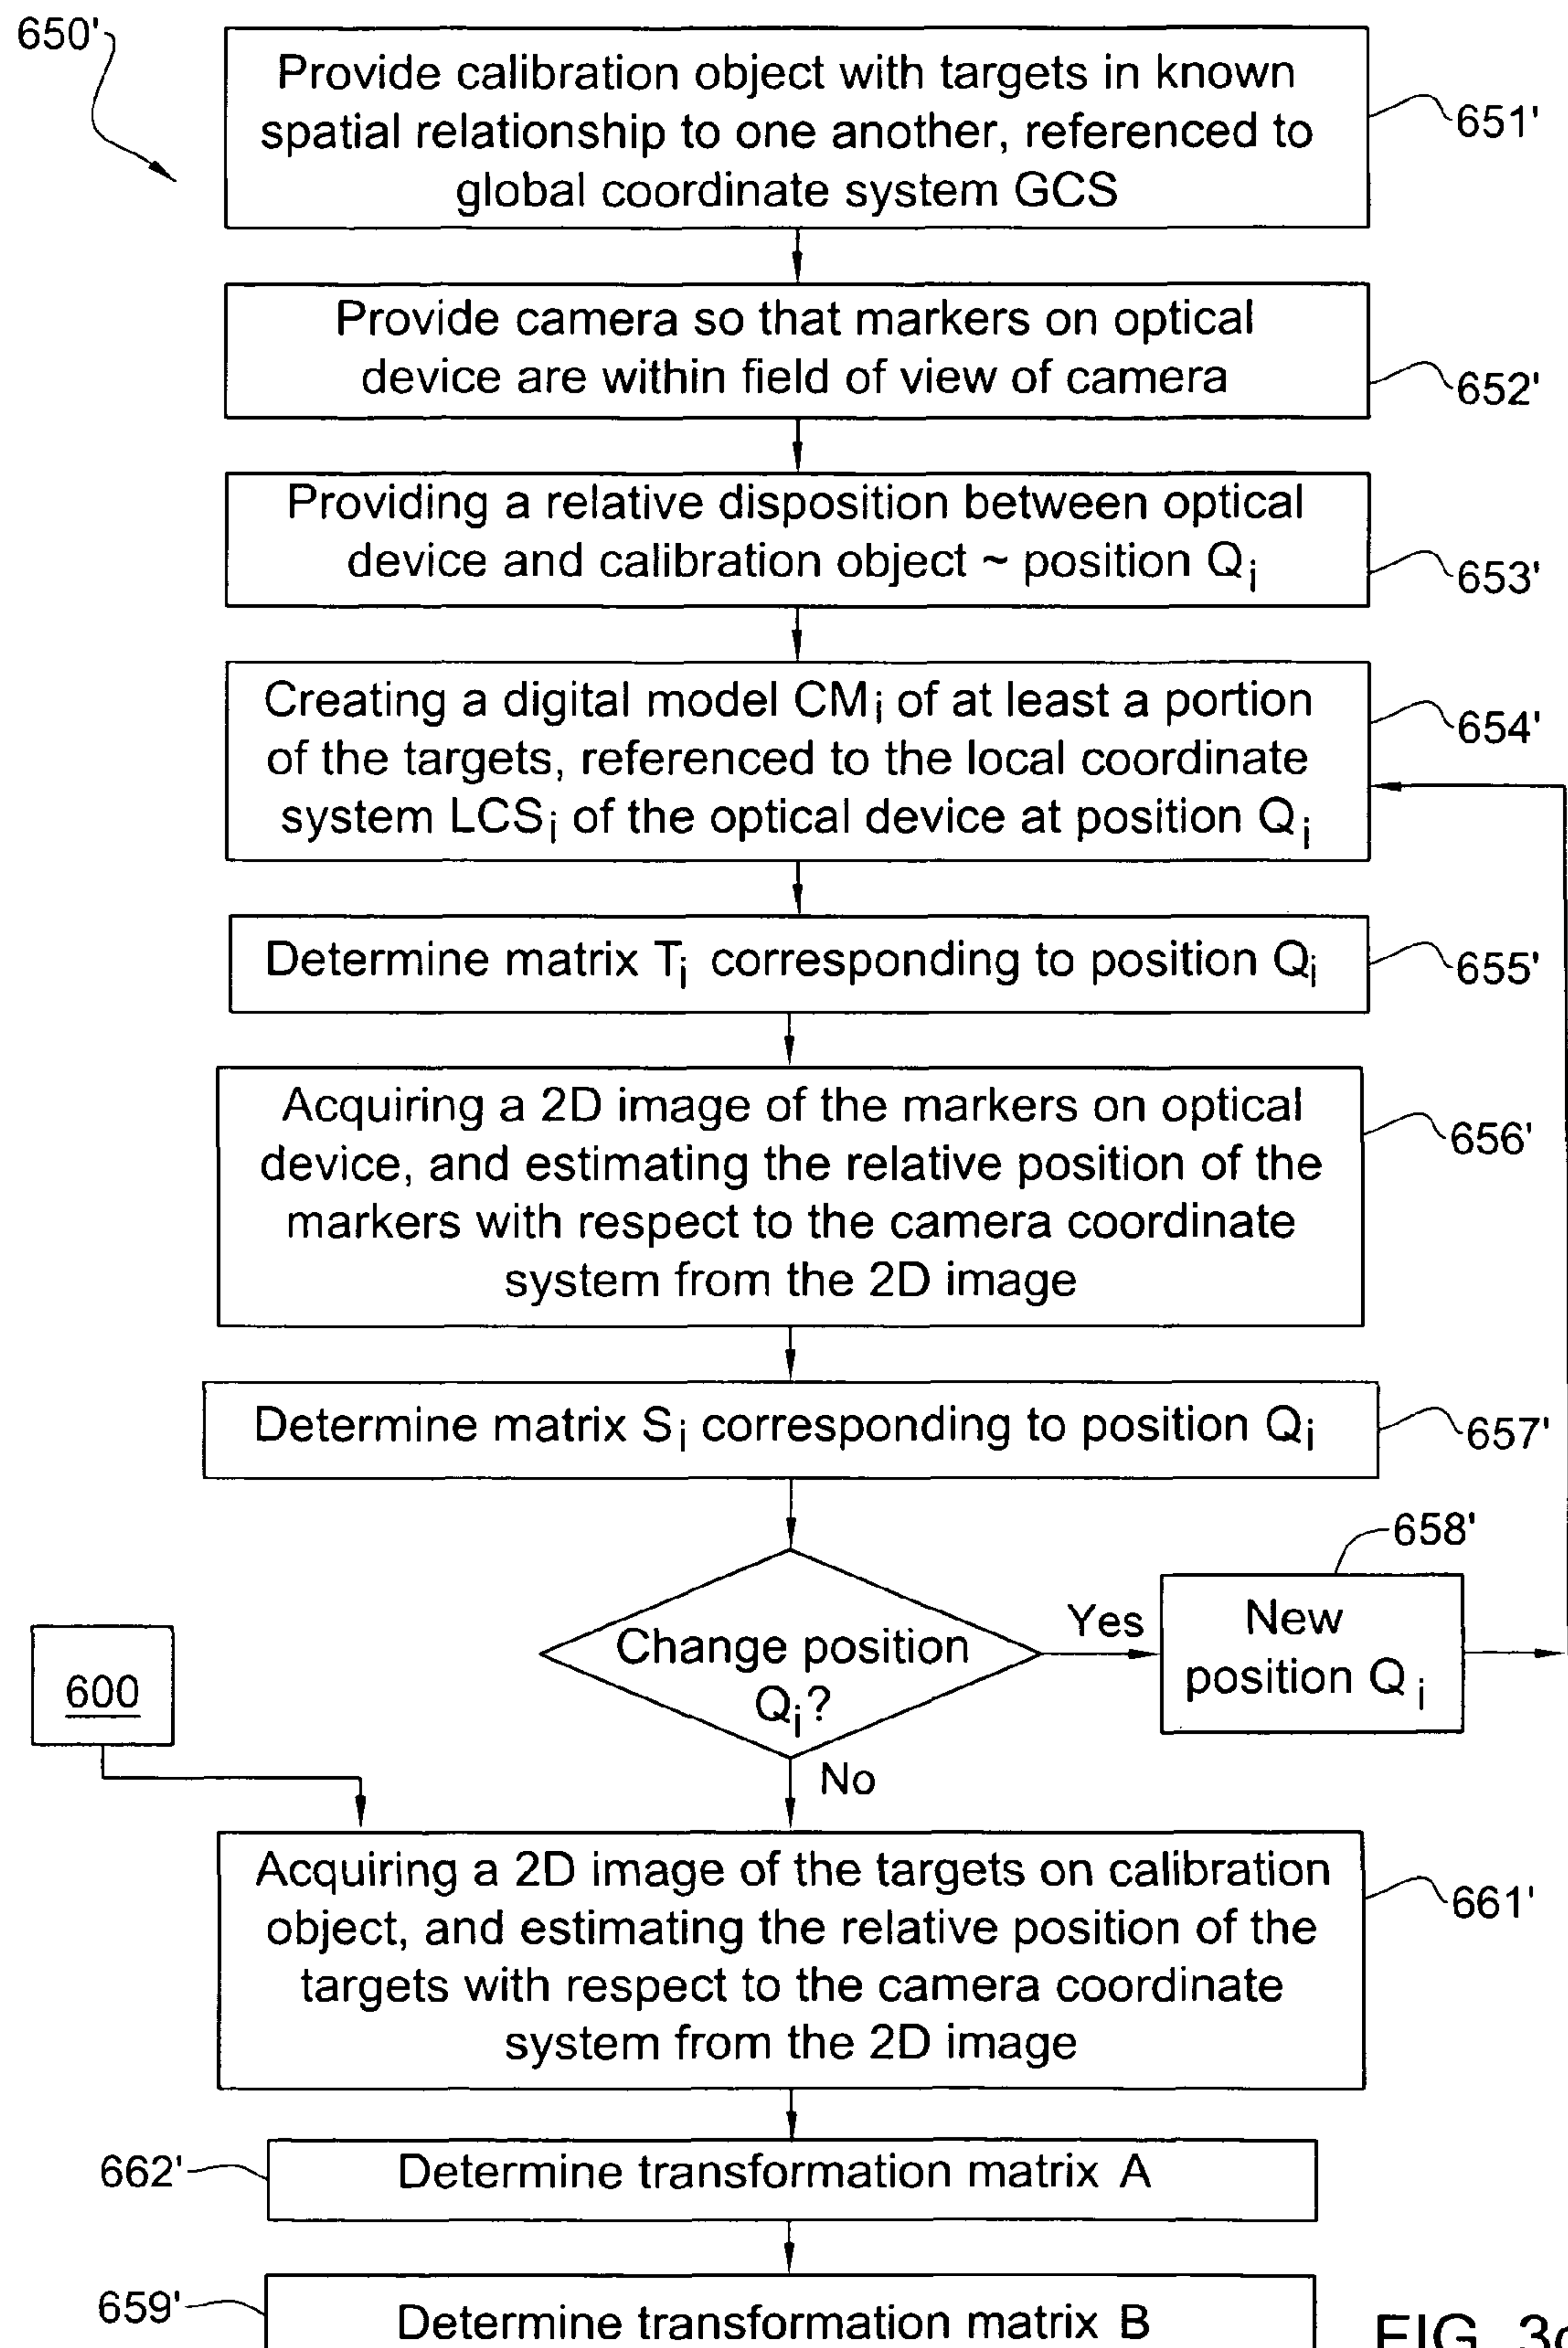 650'
Provide calibration object with targets in known
spatial relationship to one another, referenced to
global coordinate system GCS
651'
Provide camera so that markers on optical
device are within field of view of camera
652'
Providing a relative disposition between optical
device and calibration object ~ position Qi
653'
Creating a digital model CMi of at least a portion
of the targets, referenced to the local coordinate
system LCSi of the optical device at position Qi
654'
Determine matrix Ti corresponding to position Qi
655'
Acquiring a 2D image of the markers on optical
device, and estimating the relative position of the
markers with respect to the camera coordinate
system from the 2D image
656'
Determine matrix Si corresponding to position Qi
657'
658'
Change position
Qi?
Yes
New
position Qi
600
No
Acquiring a 2D image of the targets on calibration
object, and estimating the relative position of the
targets with respect to the camera coordinate
system from the 2D image
661'
662'
Determine transformation matrix A
659'
Determine transformation matrix B
FIG.